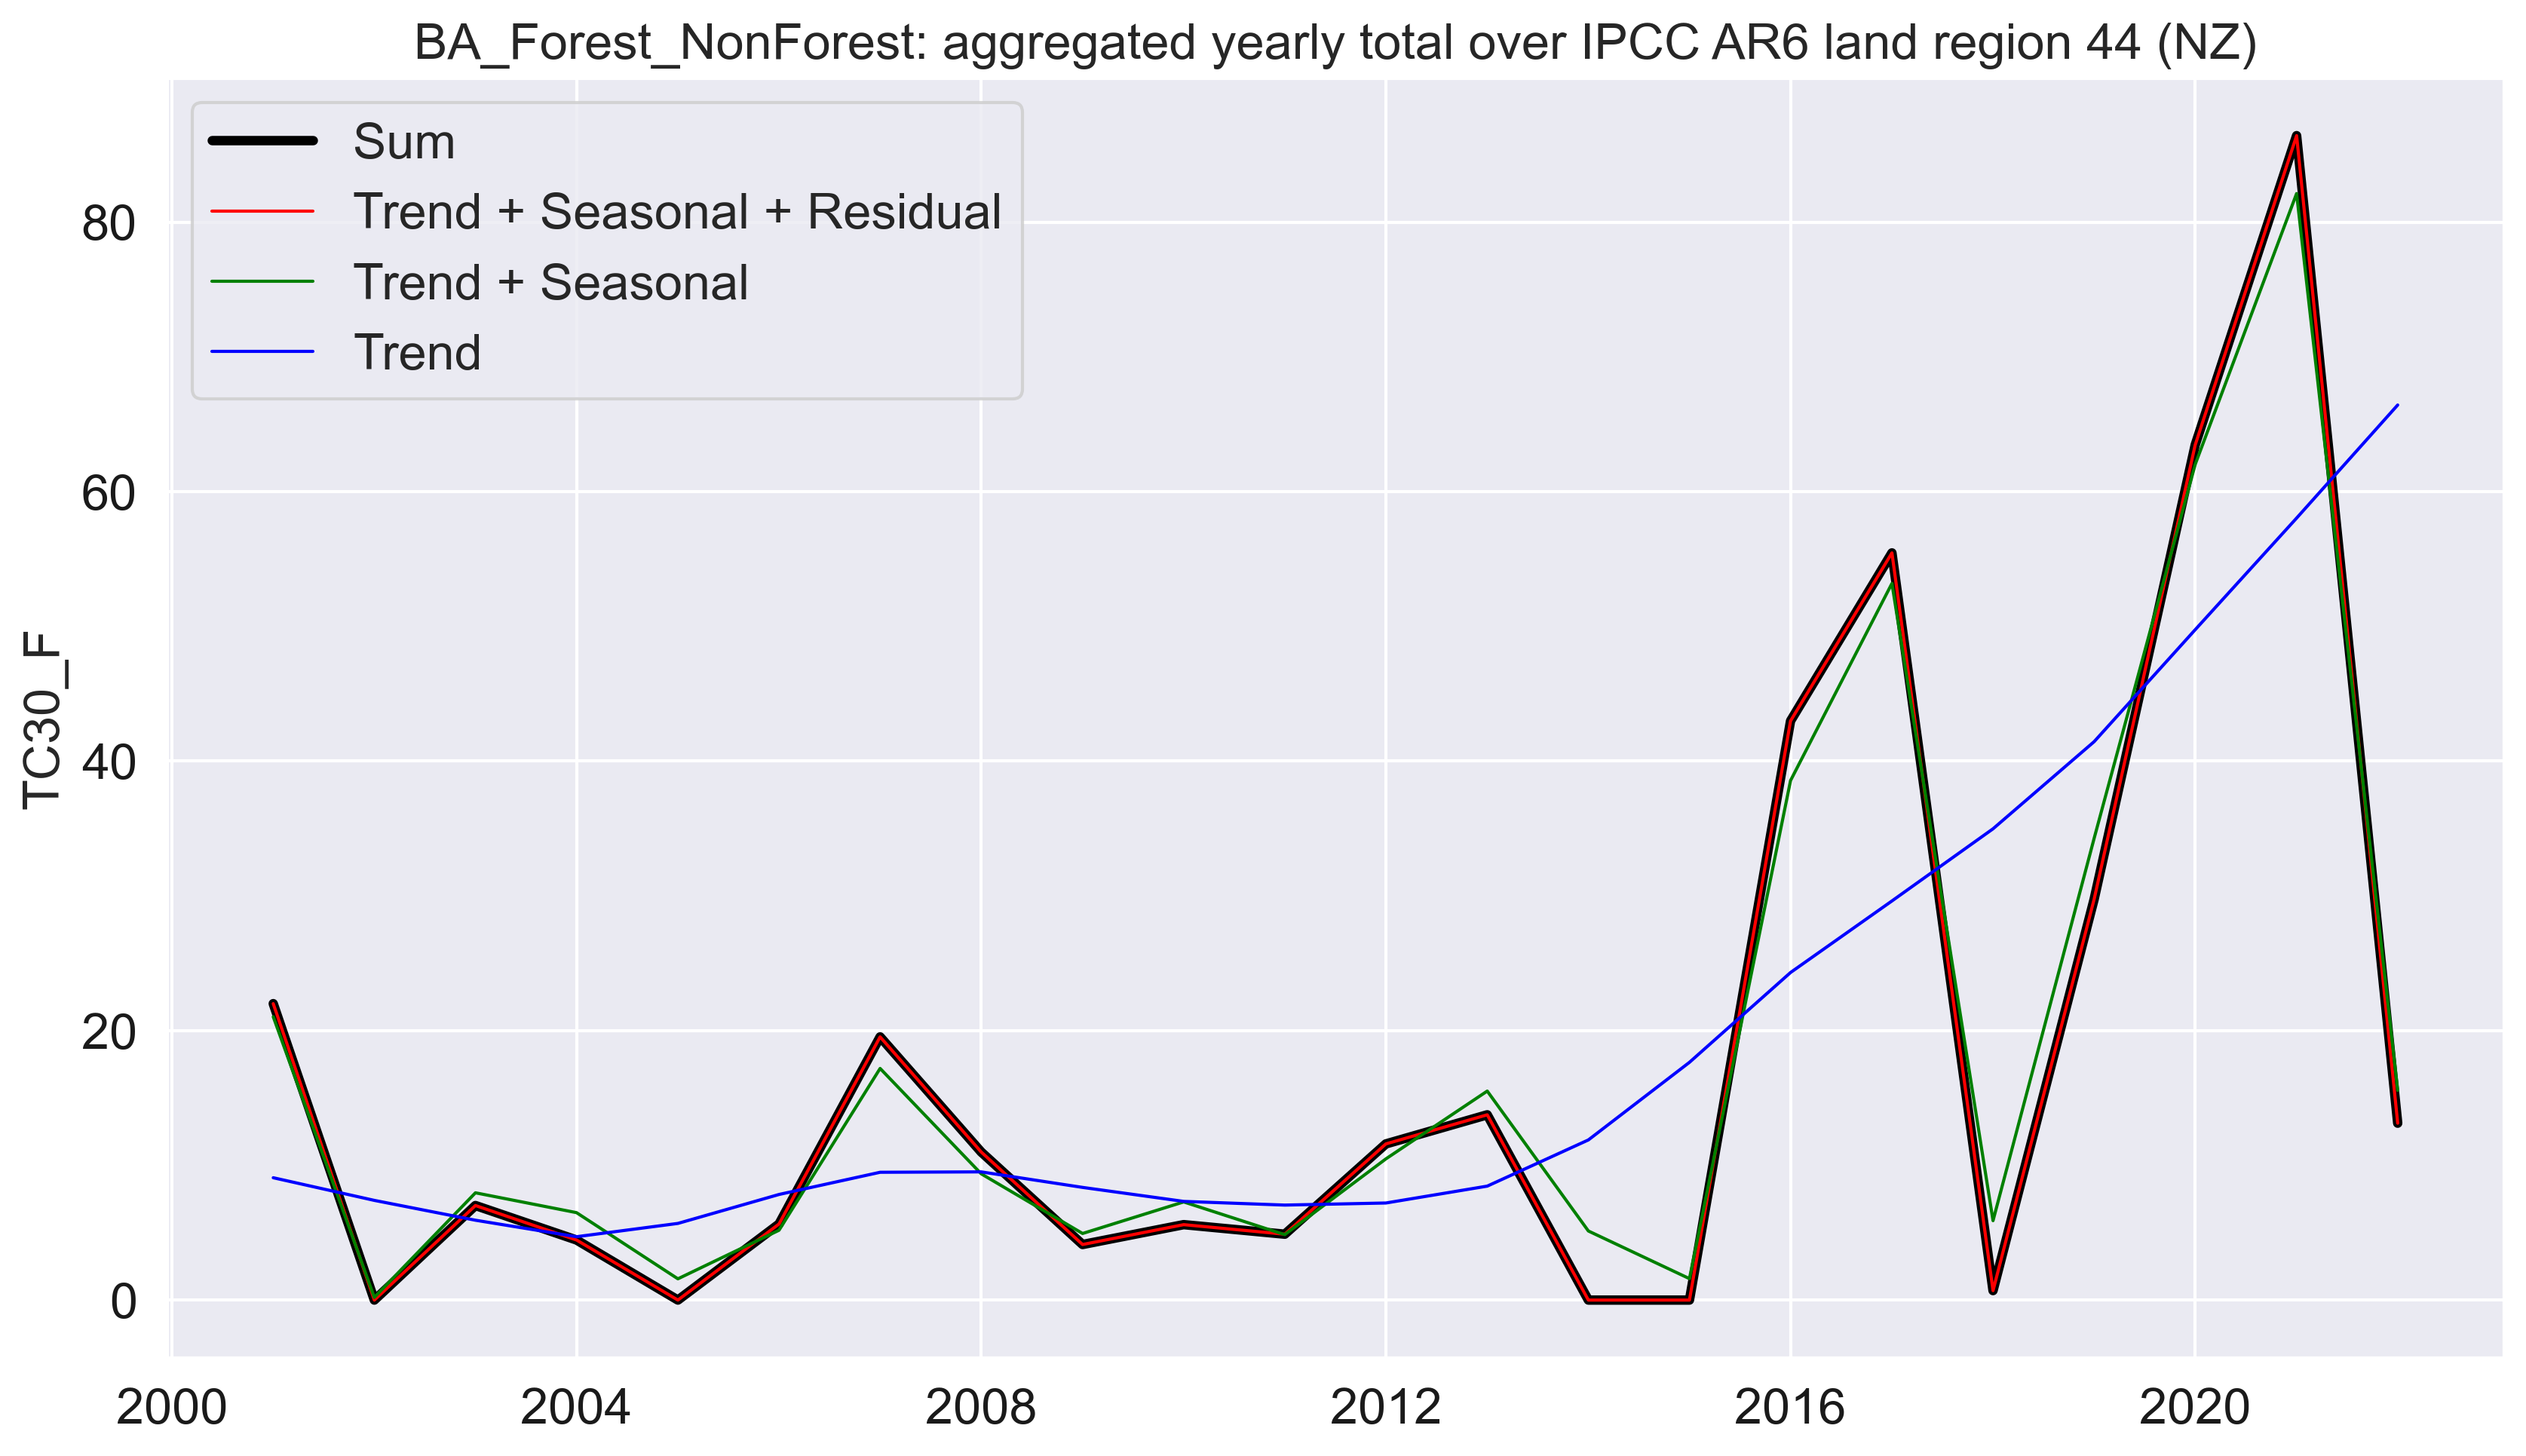 BA_Forest_NonForest: aggregated yearly total over IPCC AR6 land region 44 (NZ)
Sum
Trend + Seasonal + Residual
Trend + Seasonal
Trend
TC30_F
80
60
40
20
0
2000 2004 2008 2012 2016 2020